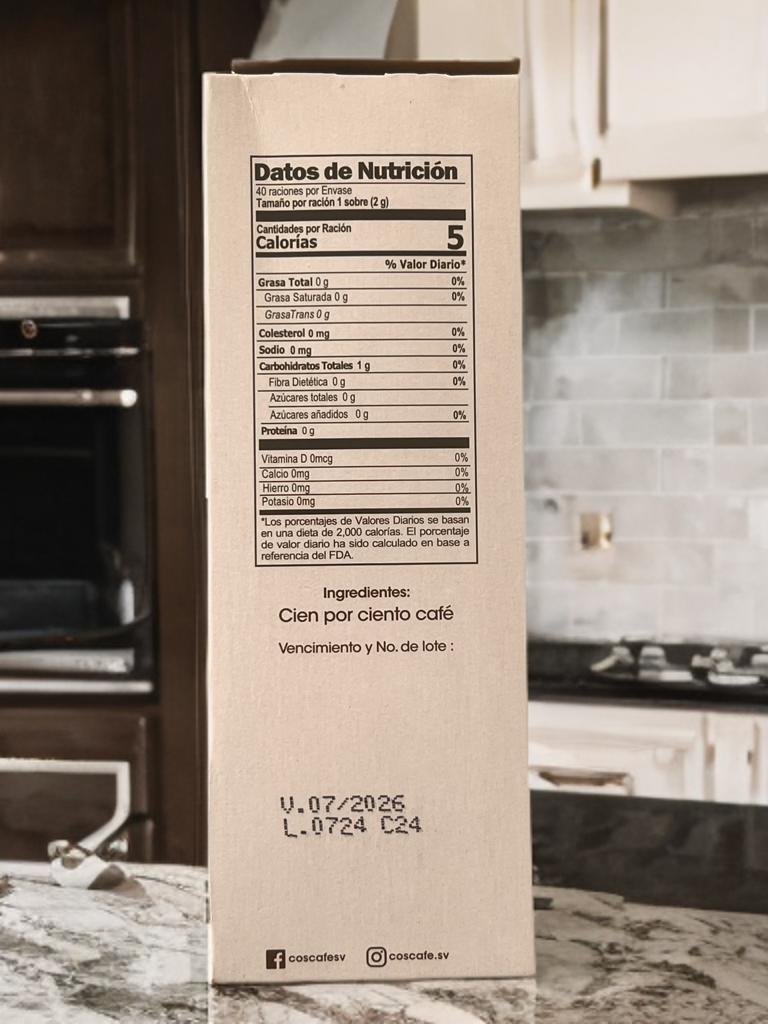 Datos de Nutrición
40 raciones por Envase
Tamaño por ración 1 sobre (2 g)
Cantidades por Ración
Calorías 5
% Valor Diario*
Grasa Total 0 g 0%
Grasa Saturada 0 g 0%
GrasaTrans 0 g
Colesterol 0 mg 0%
Sodio 0 mg 0%
Carbohidratos Totales 1 g 0%
Fibra Dietética 0 g 0%
Azúcares totales 0 g
Azúcares añadidos 0 g 0%
Proteína 0 g
Vitamina D 0mcg 0%
Calcio 0mg 0%
Hierro 0mg 0%
Potasio 0mg 0%
*Los porcentajes de Valores Diarios se basan
en una dieta de 2,000 calorías. El porcentaje
de valor diario ha sido calculado en base a
referencia del FDA.
Ingredientes:
Cien por ciento café
Vencimiento y No. de lote :
V.07/2026
L.0724 C24
coscafesv coscafe.sv